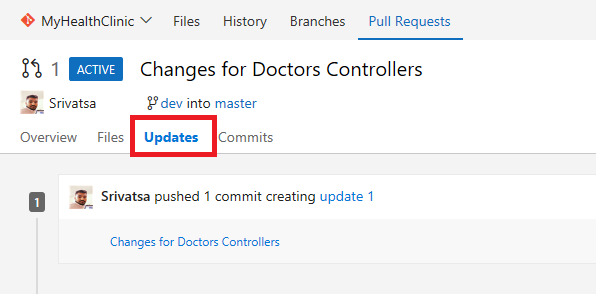 MyHealthClinic Files History Branches Pull Requests
1 ACTIVE Changes for Doctors Controllers
Srivatsa dev into master
Overview Files Updates Commits
1 Srivatsa pushed 1 commit creating update 1
Changes for Doctors Controllers